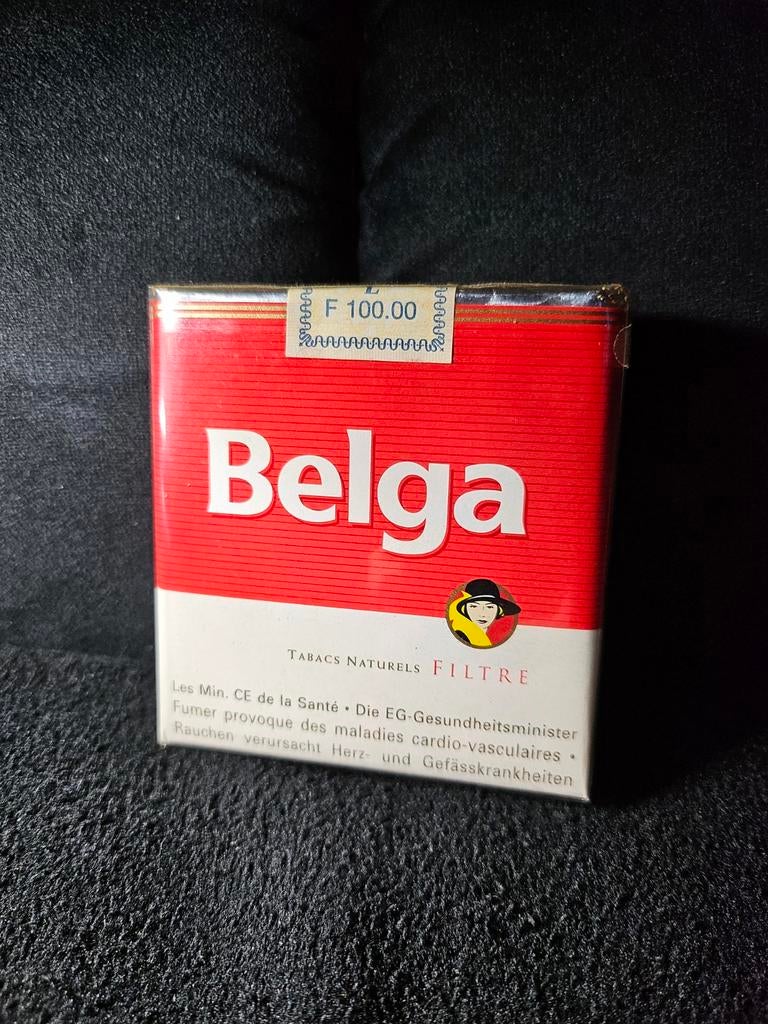 F 100.00
Belga
TABACS NATURELS FILTRE
Les Min. CE de la Santé • Die EG-Gesundheitsminister
Fumer provoque des maladies cardio-vasculaires •
Rauchen verursacht Herz- und Gefässkrankheiten